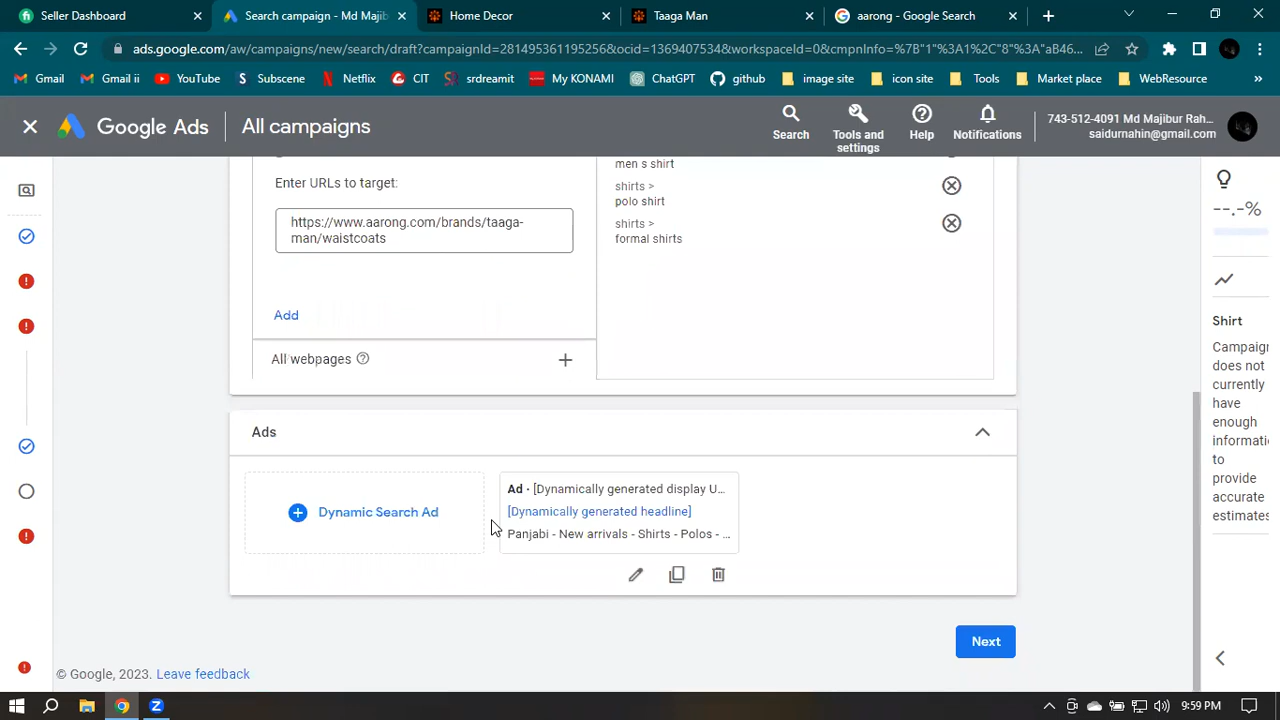 Seller Dashboard
Search campaign - Md Majib
Home Decor
Taaga Man
aarong - Google Search
ads.google.com/aw/campaigns/new/search/draft?campaignId=281495361195256&ocid=13694075334&workspaceId=0&cmpnInfo=%7B"1"%3A1%2C"8"%3A"aB46...
Gmail
Gmail ii
YouTube
Subscene
Netflix
CIT
srdreamit
My KONAMI
ChatGPT
github
image site
icon site
Tools
Market place
WebResource
»
Google Ads
All campaigns
Search
Tools and settings
Help
Notifications
743-512-4091 Md Majibur Rah...
saidurnahin@gmail.com
men s shirt
Enter URLs to target:
shirts >
polo shirt
https://www.aarong.com/brands/taaga-
man/waistcoats
shirts >
formal shirts
Add
All webpages
--.-%
Shirt
Campaign
does not
currently
have
enough
informati
to
provide
accurate
estimates
Ads
Dynamic Search Ad
Ad · [Dynamically generated display U...
[Dynamically generated headline]
Panjabi - New arrivals - Shirts - Polos - ...
Next
© Google, 2023. Leave feedback
9:59 PM